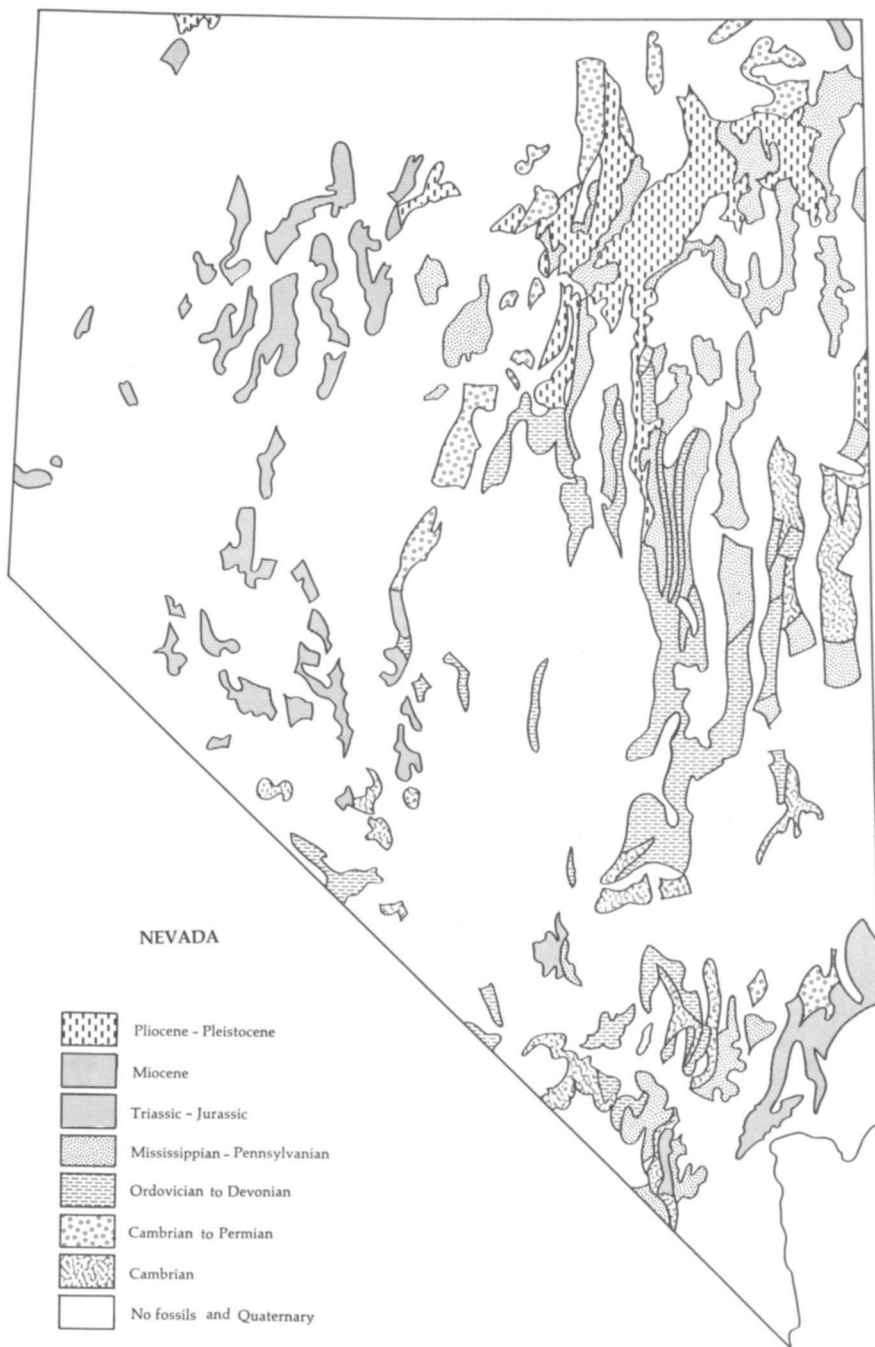 NEVADA
Pliocene - Pleistocene
Miocene
Triassic - Jurassic
Mississippian - Pennsylvanian
Ordovician to Devonian
Cambrian to Permian
Cambrian
No fossils and Quaternary